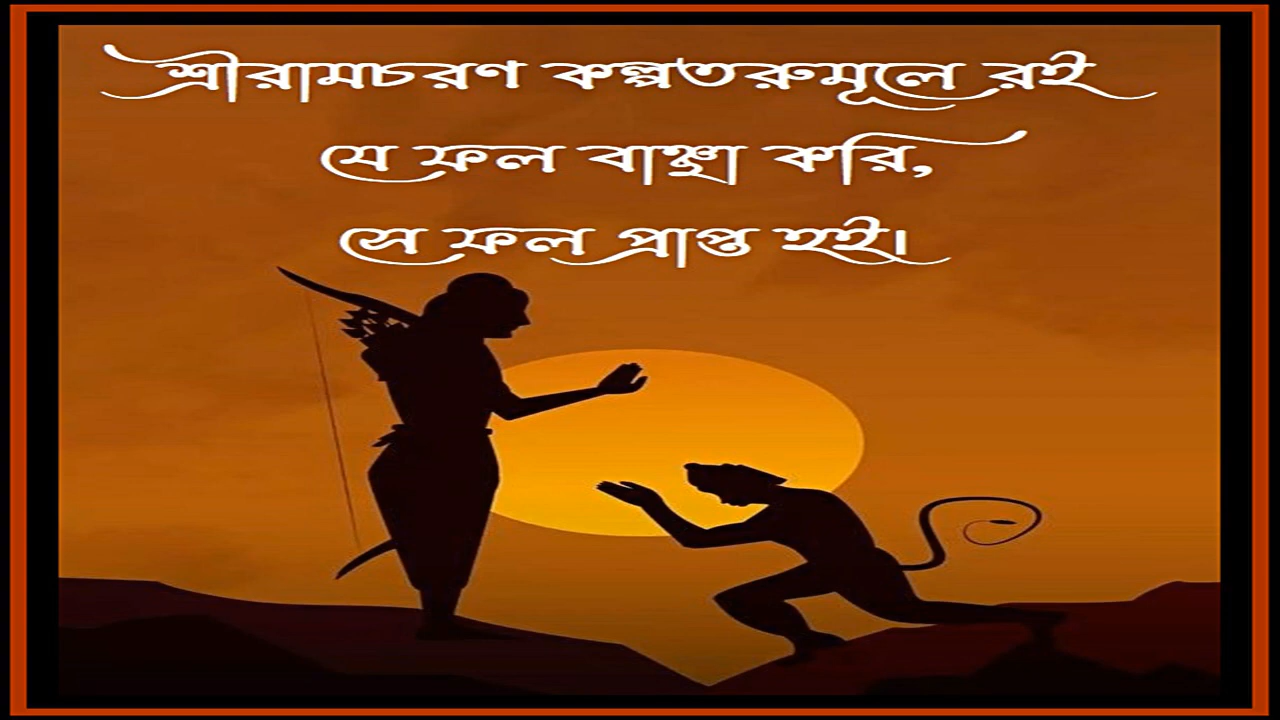 শ্রীরামচরণ কল্পতরুমূলে রই
যে ফল বাঞ্ছা করি,
সে ফল প্রাপ্ত হই।